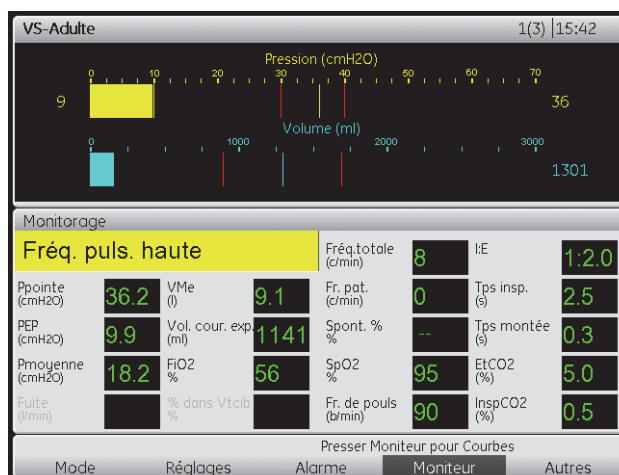 VS-Adulte 1(3) 15:42
Pression (cmH2O)
0 10 20 30 40 50 60 70
9 36
Volume (ml)
0 1000 2000 3000
1301
Monitorage
Fréq. puls. haute
Fréq.totale (c/min) 8 I:E 1:2.0
Ppointe (cmH2O) 36.2 VMe (l) 9.1 Fr. pat. (c/min) 0 Tps insp. (s) 2.5
PEP (cmH2O) 9.9 Vol. cour. exp. (ml) 1141 Spont. % % -- Tps montée (s) 0.3
Pmoyenne (cmH2O) 18.2 FiO2 % 56 SpO2 % 95 EtCO2 (%) 5.0
Fuite (l/min) % dans Vtcib % Fr. de pouls (b/min) 90 InspCO2 (%) 0.5
Presser Moniteur pour Courbes
Mode Réglages Alarme Moniteur Autres